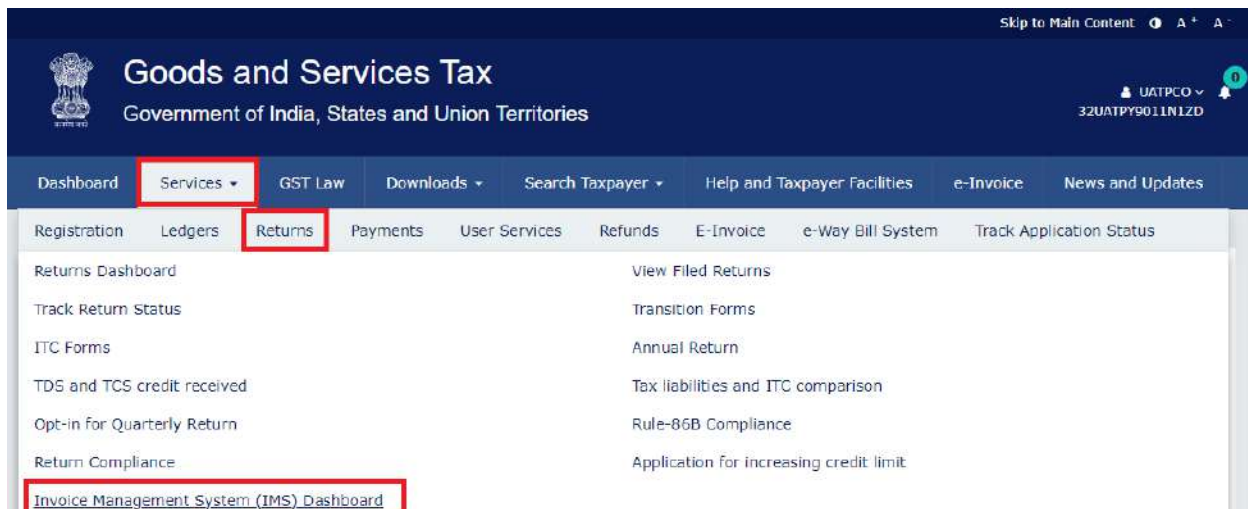 Skip to Main Content A+ A-
Goods and Services Tax
Government of India, States and Union Territories
0
UATPCO
32UATPY9011N1ZD
Dashboard Services GST Law Downloads Search Taxpayer Help and Taxpayer Facilities e-Invoice News and Updates
Registration Ledgers Returns Payments User Services Refunds E-Invoice e-Way Bill System Track Application Status
Returns Dashboard View Filed Returns
Track Return Status Transition Forms
ITC Forms Annual Return
TDS and TCS credit received Tax liabilities and ITC comparison
Opt-in for Quarterly Return Rule-86B Compliance
Return Compliance Application for increasing credit limit
Invoice Management System (IMS) Dashboard